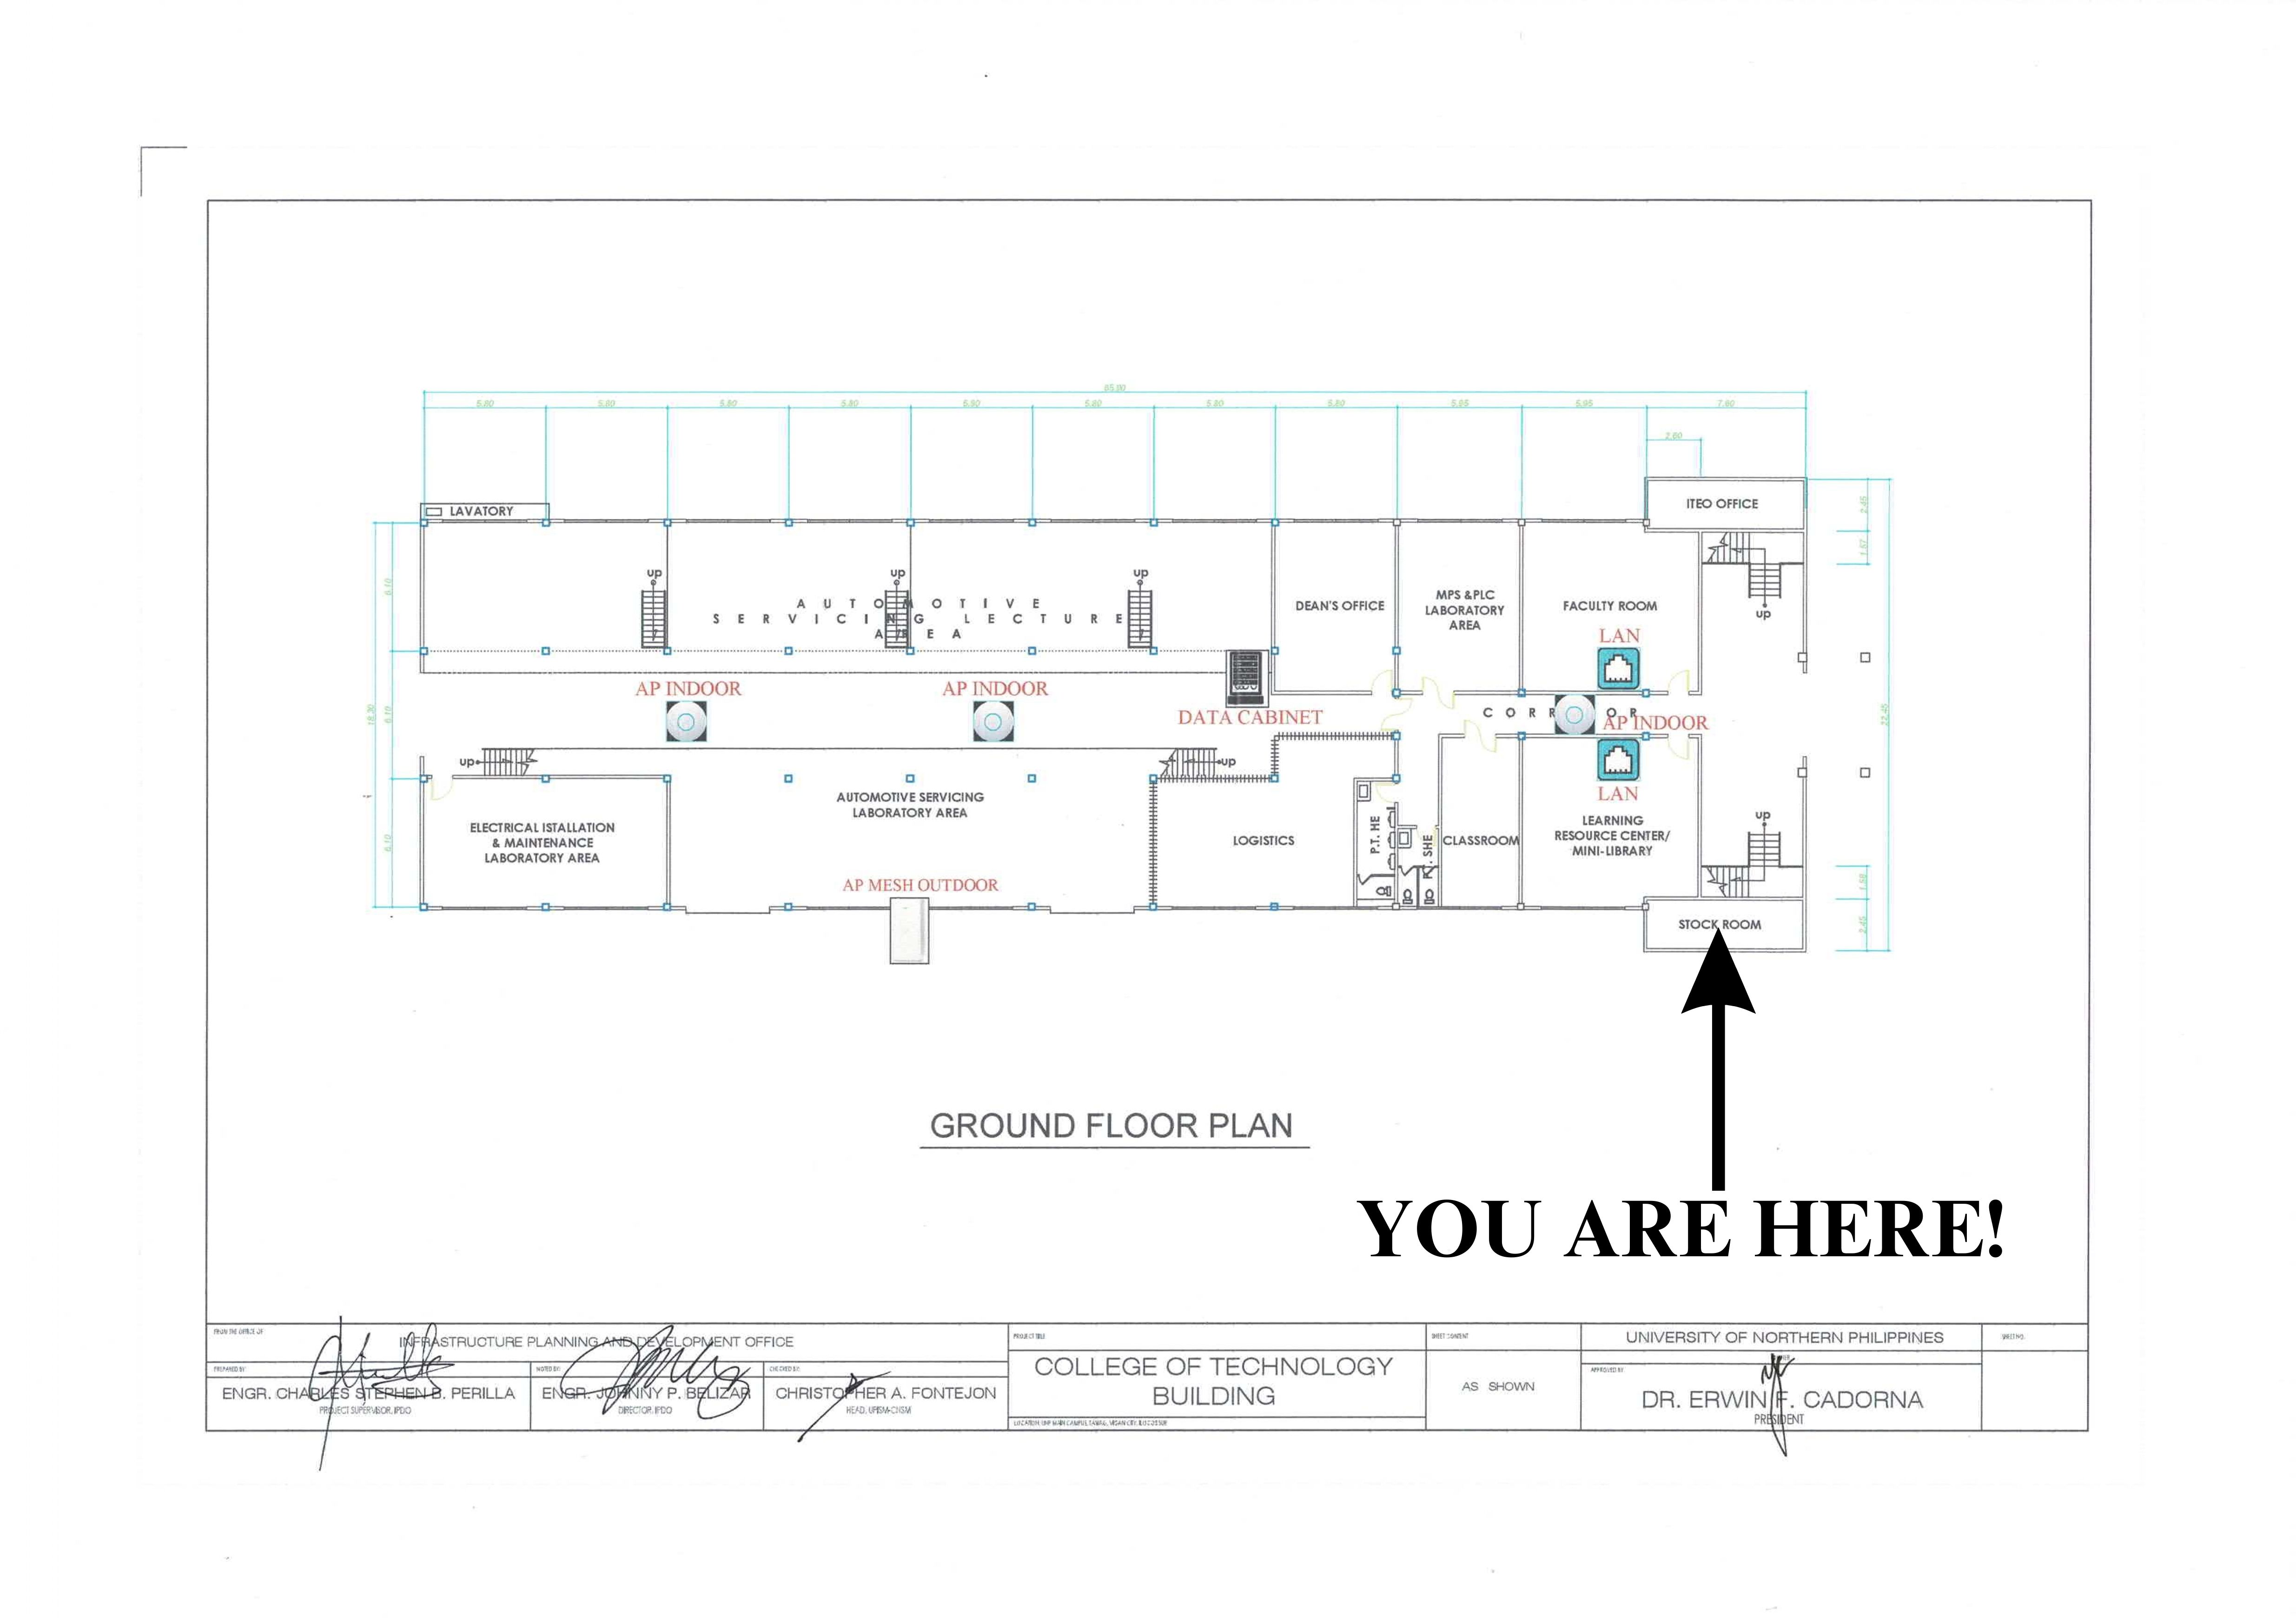 65.80
5.80 5.80 5.80 5.80 5.80 5.80 5.80 5.80 5.95 5.95 7.60
2.60
LAVATORY
ITEO OFFICE
2.45
1.57
up up up
up
AUTOMOTIVE
SERVICING LECTURE
AREA
DEAN'S OFFICE
MPS &PLC
LABORATORY
AREA
FACULTY ROOM
LAN
6.10
AP INDOOR
AP INDOOR
DATA CABINET
CORRIDOR
AP INDOOR
18.30
6.10
22.45
up
up
LAN
AUTOMOTIVE SERVICING
LABORATORY AREA
ELECTRICAL ISTALLATION
& MAINTENANCE
LABORATORY AREA
6.10
LOGISTICS
P.T. HE
SHE
CLASSROOM
LEARNING
RESOURCE CENTER/
MINI-LIBRARY
up
AP MESH OUTDOOR
STOCK ROOM
2.45
GROUND FLOOR PLAN
YOU ARE HERE!
FROM THE OFFICE OF
INFRASTRUCTURE PLANNING AND DEVELOPMENT OFFICE
PREPARED BY
ENGR. CHARLES STEPHEN B. PERILLA
PROJECT SUPERVISOR, IPDO
NOTED BY:
ENGR. JOHNNY P. BELIZAR
DIRECTOR, IPDO
CHECKED BY:
CHRISTOPHER A. FONTEJON
HEAD, UPISM-CNSM
PROJECT TITLE
COLLEGE OF TECHNOLOGY
BUILDING
LOCATION: UNP MAIN CAMPUS, TAMAG, VIGAN CITY, ILOCOS SUR
SHEET CONTENT
AS SHOWN
UNIVERSITY OF NORTHERN PHILIPPINES
APPROVED BY
DR. ERWIN F. CADORNA
PRESIDENT
SHEET NO.